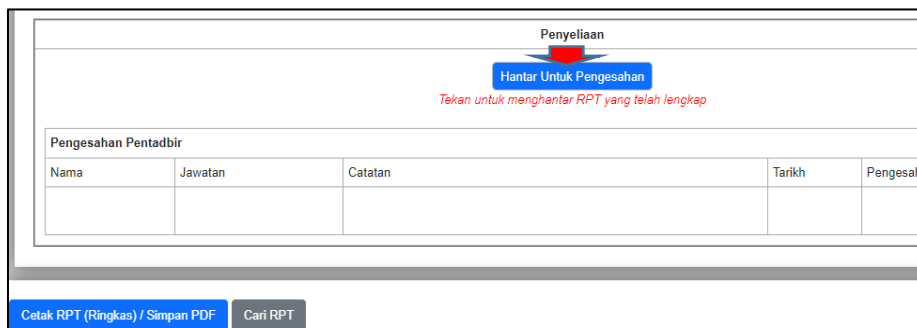 Penyeliaan
Hantar Untuk Pengesahan
Tekan untuk menghantar RPT yang telah lengkap
Pengesahan Pentadbir
Nama Jawatan Catatan Tarikh Pengesah
Cetak RPT (Ringkas) / Simpan PDF Cari RPT